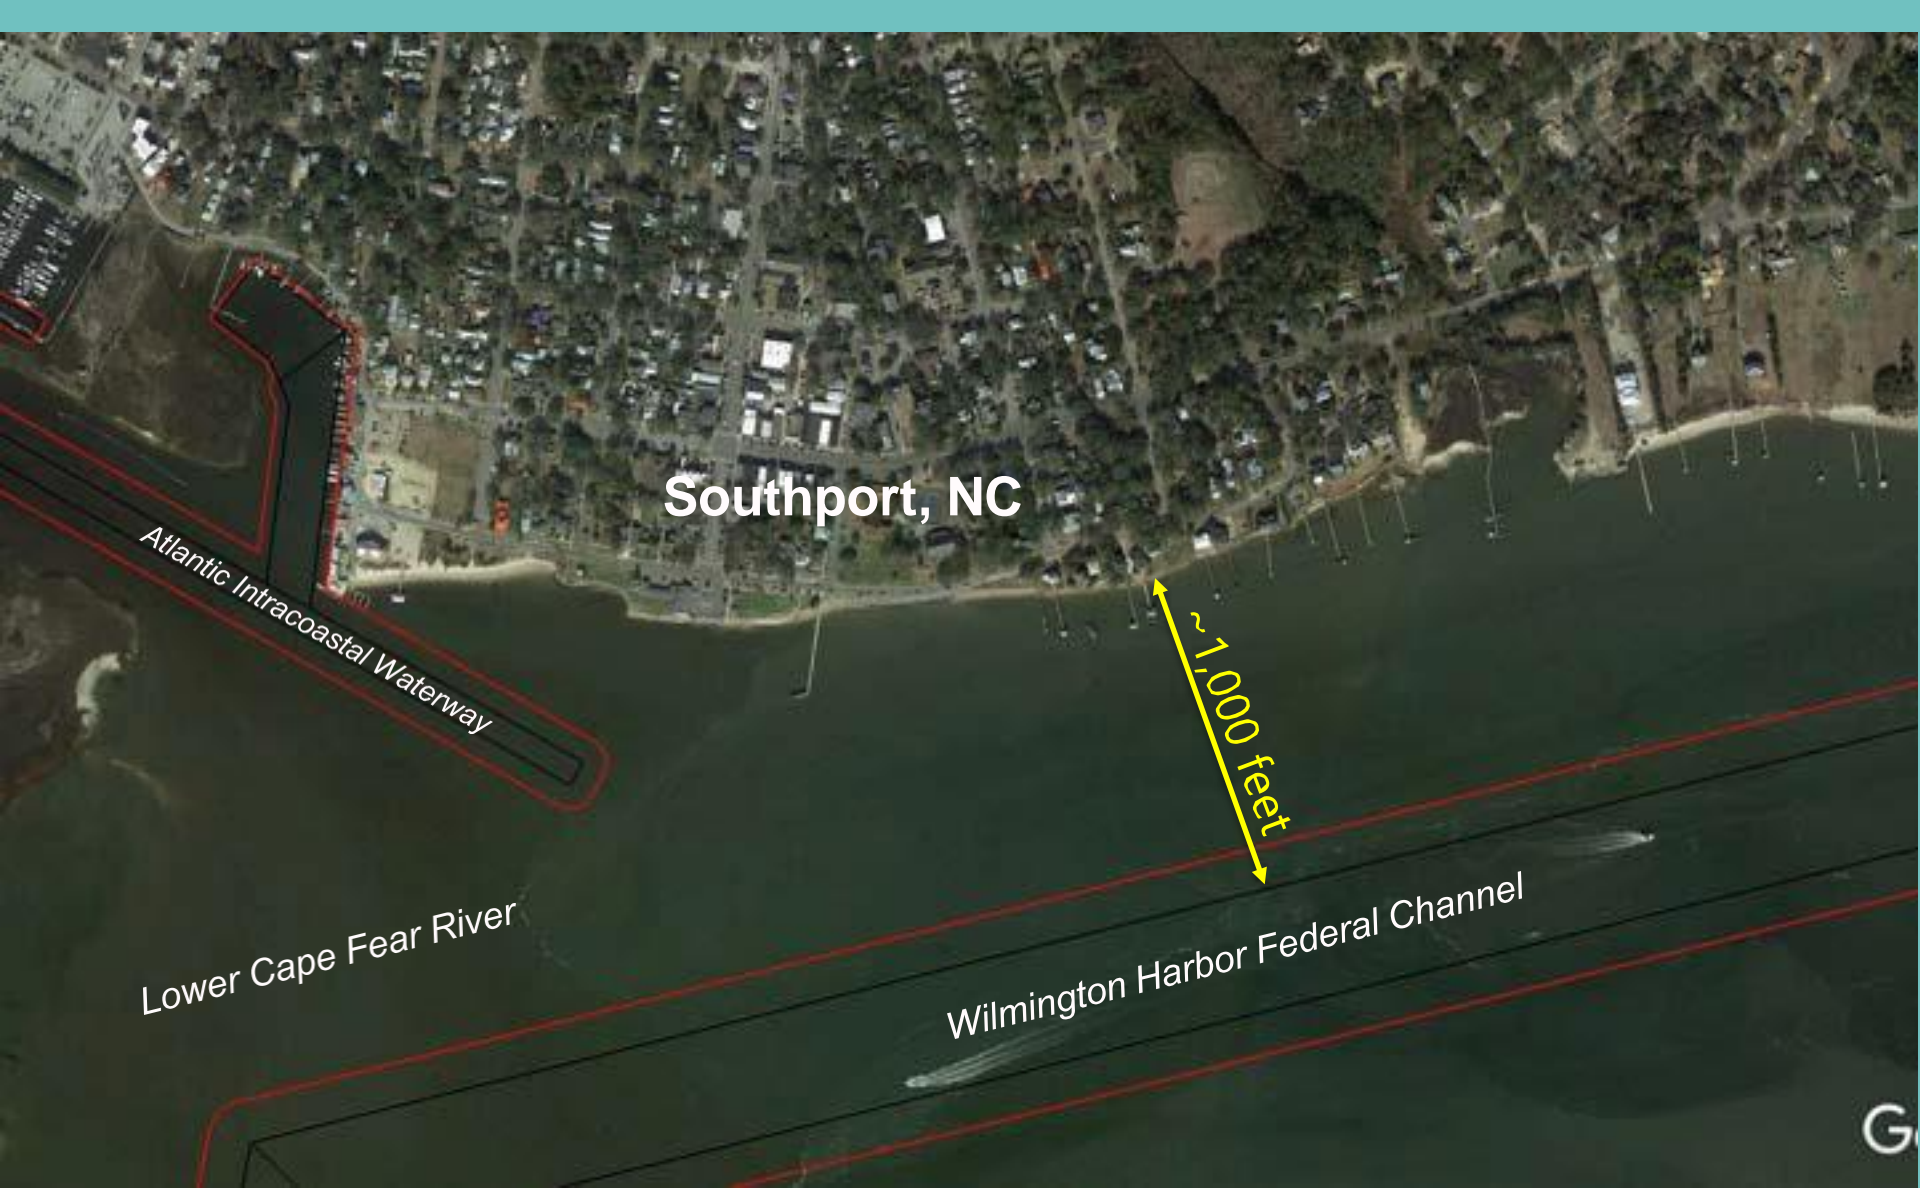 Southport, NC
Atlantic Intracoastal Waterway
~ 1,000 feet
Lower Cape Fear River
Wilmington Harbor Federal Channel